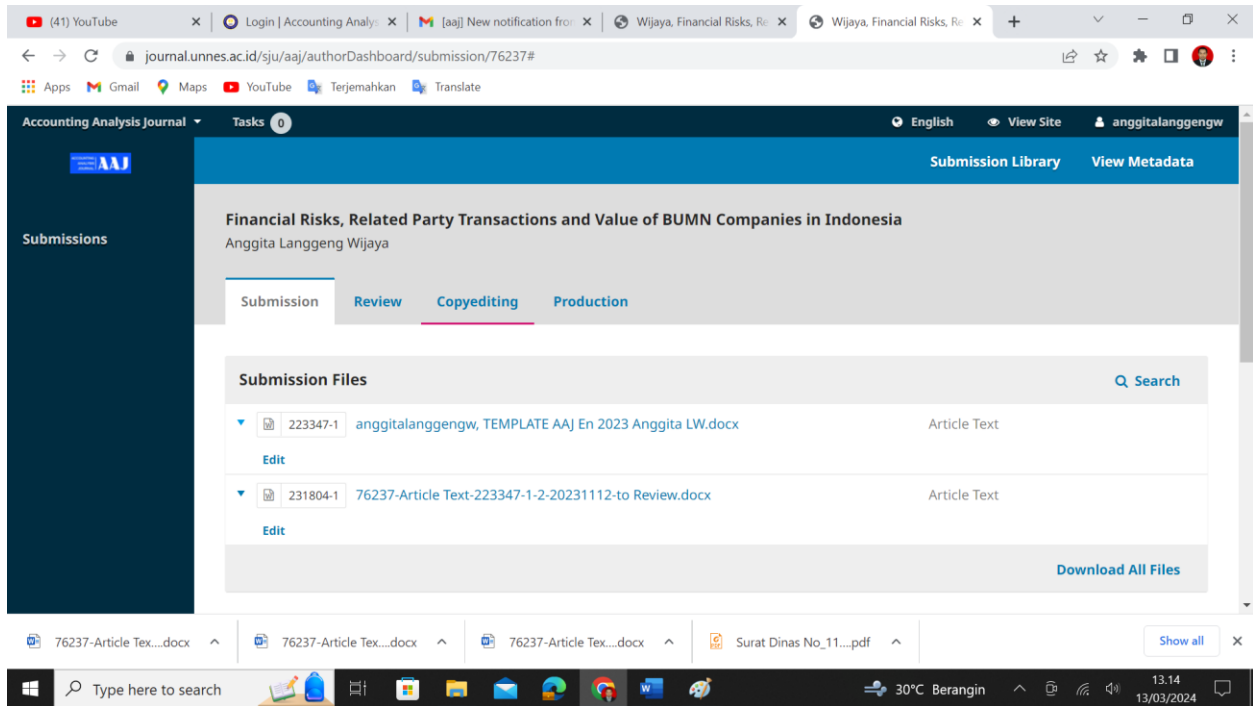 (41) YouTube
Login | Accounting Analys
[aaj] New notification from
Wijaya, Financial Risks, Re
Wijaya, Financial Risks, Re
journal.unnes.ac.id/sju/aaj/authorDashboard/submission/76237#
Apps Gmail Maps YouTube Terjemahkan Translate
Accounting Analysis Journal Tasks 0 English View Site anggitalanggengw
AAJ
Submission Library View Metadata
Submissions
Financial Risks, Related Party Transactions and Value of BUMN Companies in Indonesia
Anggita Langgeng Wijaya
Submission Review Copyediting Production
Submission Files Search
223347-1 anggitalanggengw, TEMPLATE AAJ En 2023 Anggita LW.docx Article Text
Edit
231804-1 76237-Article Text-223347-1-2-20231112-to Review.docx Article Text
Edit
Download All Files
76237-Article Tex....docx 76237-Article Tex....docx 76237-Article Tex....docx Surat Dinas No_11....pdf Show all
Type here to search 30°C Berangin 13.14
13/03/2024